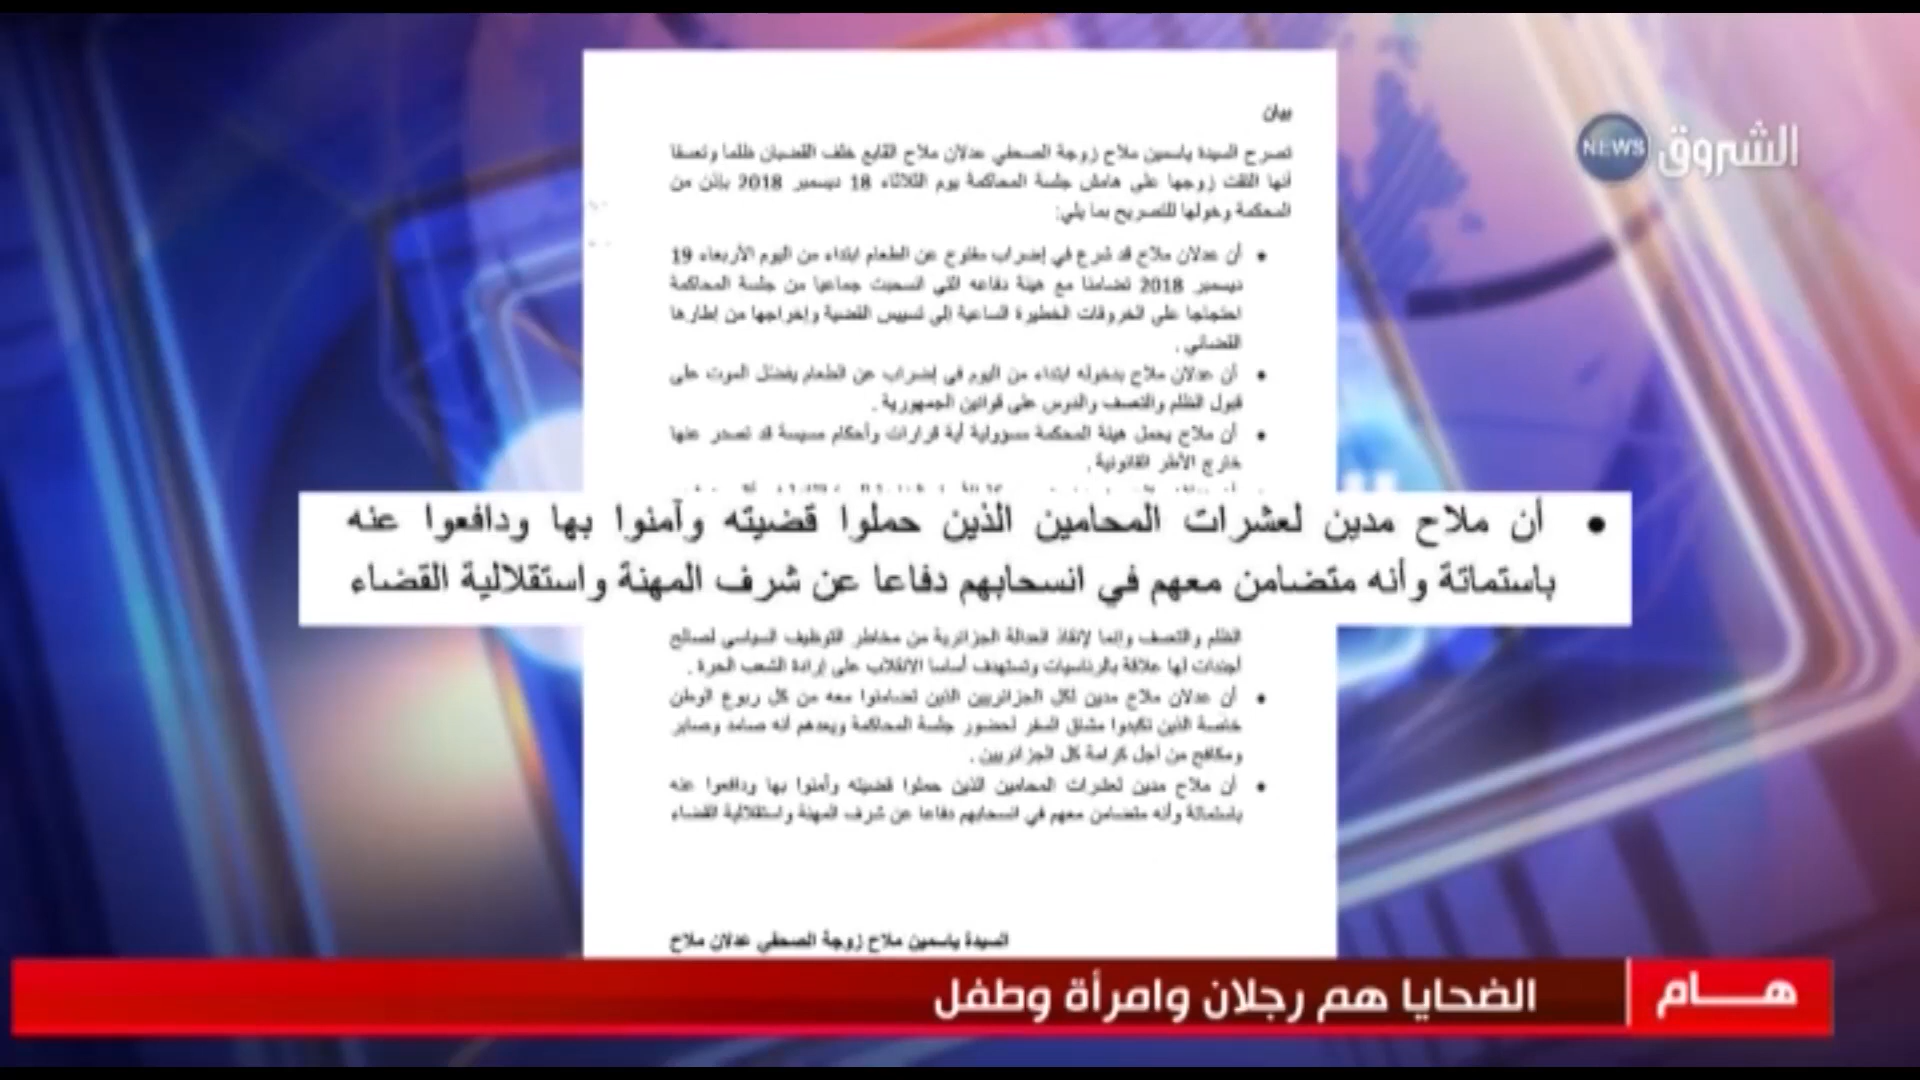 بيان
NEWS الشروق
تصرح السيدة ياسمين ملاح زوجة الصحفي عدلان ملاح القابع خلف القضبان ظلما وتعسفا
أنها التقت زوجها على هامش جلسة المحاكمة يوم الثلاثاء 18 ديسمبر 2018 بإذن من
المحكمة وخولها للتصريح بما يلي:
• أن عدلان ملاح قد شرع في إضراب مفتوح عن الطعام ابتداء من اليوم الأربعاء 19
ديسمبر 2018 تضامنا مع هيئة دفاعه التي انسحبت جماعيا من جلسة المحاكمة
احتجاجا على الخروقات الخطيرة الساعية إلى تسييس القضية وإخراجها من إطارها
القضائي .
• أن عدلان ملاح بدخوله ابتداء من اليوم في إضراب عن الطعام يفضل الموت على
قبول الظلم والتعسف والدوس على قوانين الجمهورية .
• أن ملاح يحمل هيئة المحكمة مسؤولية أية قرارات وأحكام مسيسة قد تصدر عنها
خارج الأطر القانونية .
• أن ملاح مدين لعشرات المحامين الذين حملوا قضيته وآمنوا بها ودافعوا عنه
باستماتة وأنه متضامن معهم في انسحابهم دفاعا عن شرف المهنة واستقلالية القضاء
الظلم والتعسف وإنما لإنقاذ العدالة الجزائرية من مخاطر التوظيف السياسي لصالح
أجندات لها علاقة بالرئاسيات وتستهدف أساسا الانقلاب على إرادة الشعب الحرة .
• أن عدلان ملاح مدين لكل الجزائريين الذين تضامنوا معه من كل ربوع الوطن
خاصة الذين تكبدوا مشاق السفر لحضور جلسة المحاكمة ويعدهم أنه صامد وصابر
ومكافح من أجل كرامة كل الجزائريين .
• أن ملاح مدين لعشرات المحامين الذين حملوا قضيته وآمنوا بها ودافعوا عنه
باستماتة وأنه متضامن معهم في انسحابهم دفاعا عن شرف المهنة واستقلالية القضاء
السيدة ياسمين ملاح زوجة الصحفي عدلان ملاح
هـــام الضحايا هم رجلان وامرأة وطفل